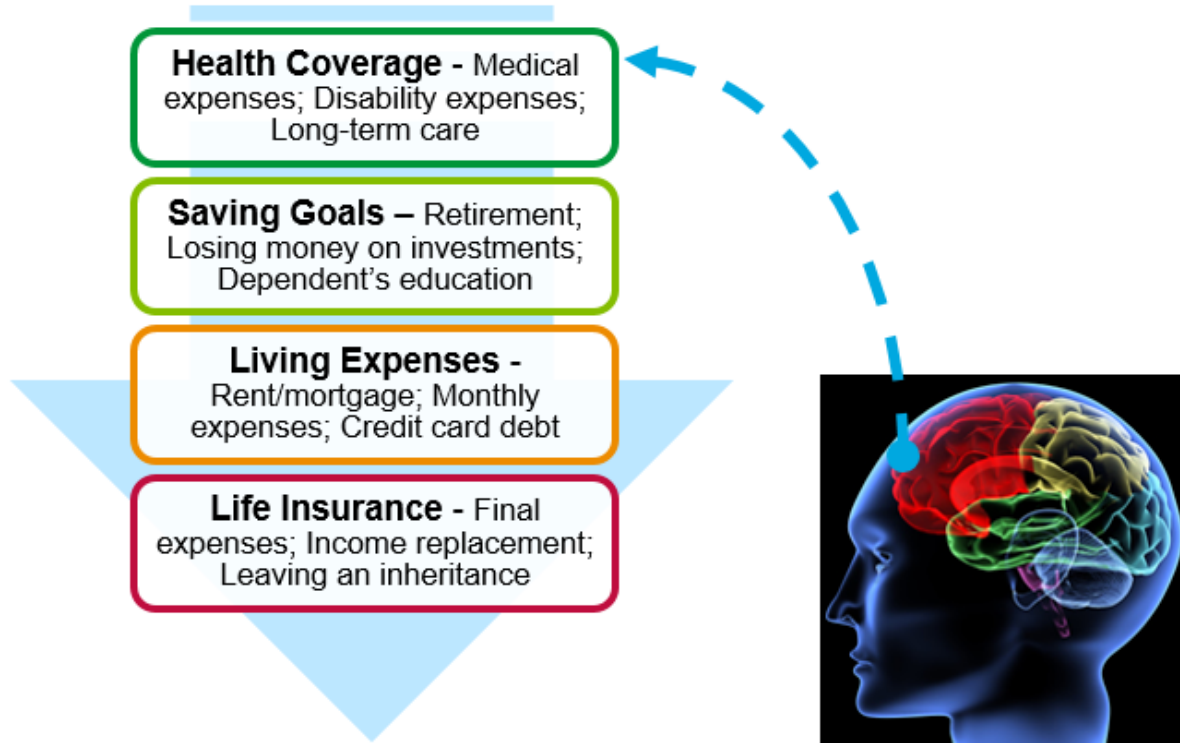 Health Coverage - Medical
expenses; Disability expenses;
Long-term care
Saving Goals – Retirement;
Losing money on investments;
Dependent’s education
Living Expenses -
Rent/mortgage; Monthly
expenses; Credit card debt
Life Insurance - Final
expenses; Income replacement;
Leaving an inheritance